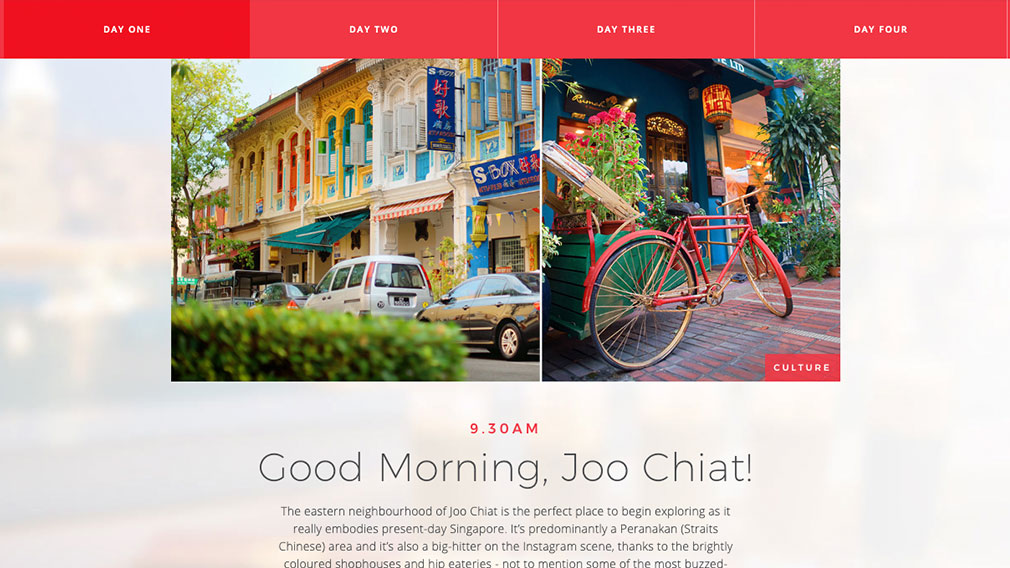 DAY ONE
DAY TWO
DAY THREE
DAY FOUR
S-BOX
好歌
S-BOX
CULTURE
9.30AM
Good Morning, Joo Chiat!
The eastern neighbourhood of Joo Chiat is the perfect place to begin exploring as it
really embodies present-day Singapore. It's predominantly a Peranakan (Straits
Chinese) area and it's also a big-hitter on the Instagram scene, thanks to the brightly
coloured shophouses and hip eateries - not to mention some of the most buzzed-